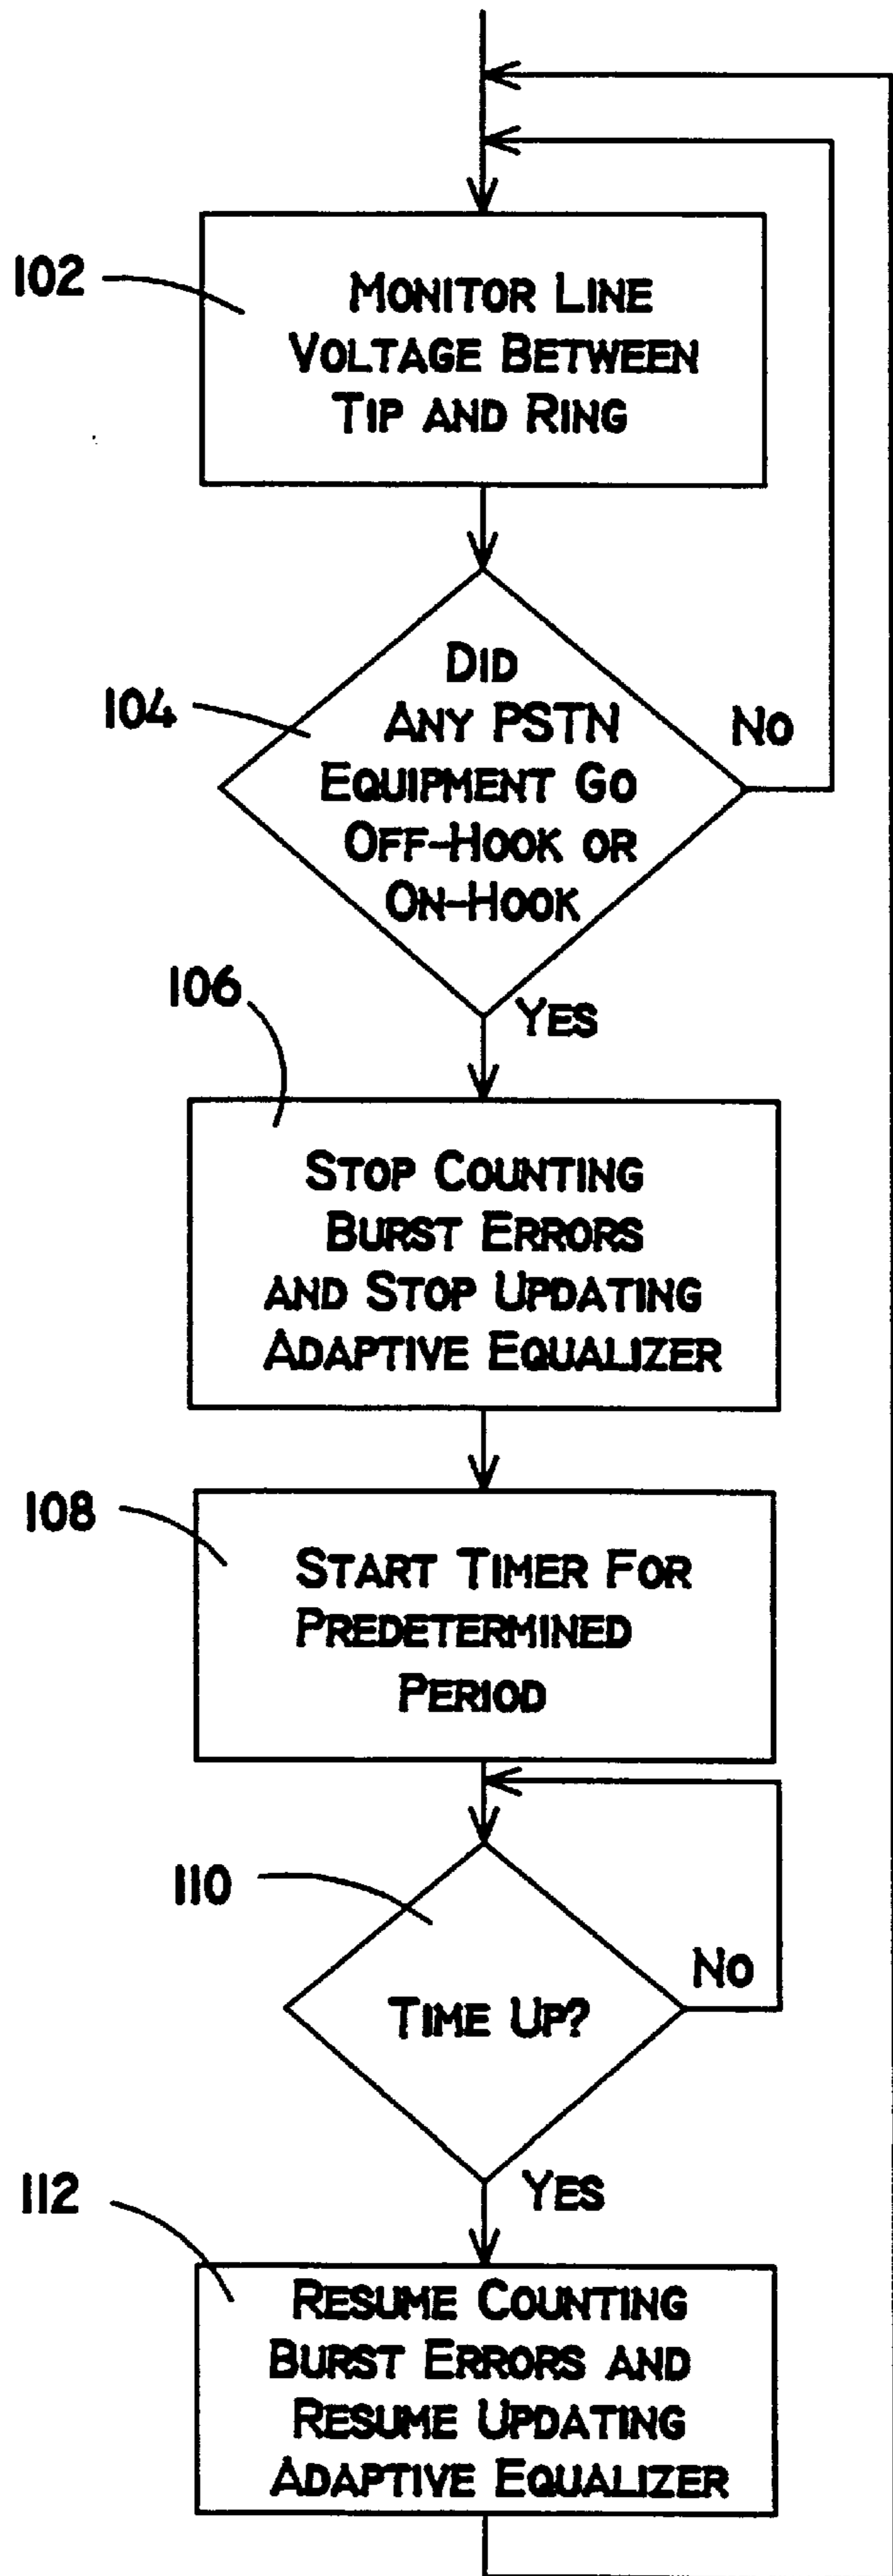 102
MONITOR LINE
VOLTAGE BETWEEN
TIP AND RING
104
DID
ANY PSTN
EQUIPMENT GO
OFF-HOOK OR
ON-HOOK
NO
YES
106
STOP COUNTING
BURST ERRORS
AND STOP UPDATING
ADAPTIVE EQUALIZER
108
START TIMER FOR
PREDETERMINED
PERIOD
110
TIME UP?
NO
YES
112
RESUME COUNTING
BURST ERRORS AND
RESUME UPDATING
ADAPTIVE EQUALIZER